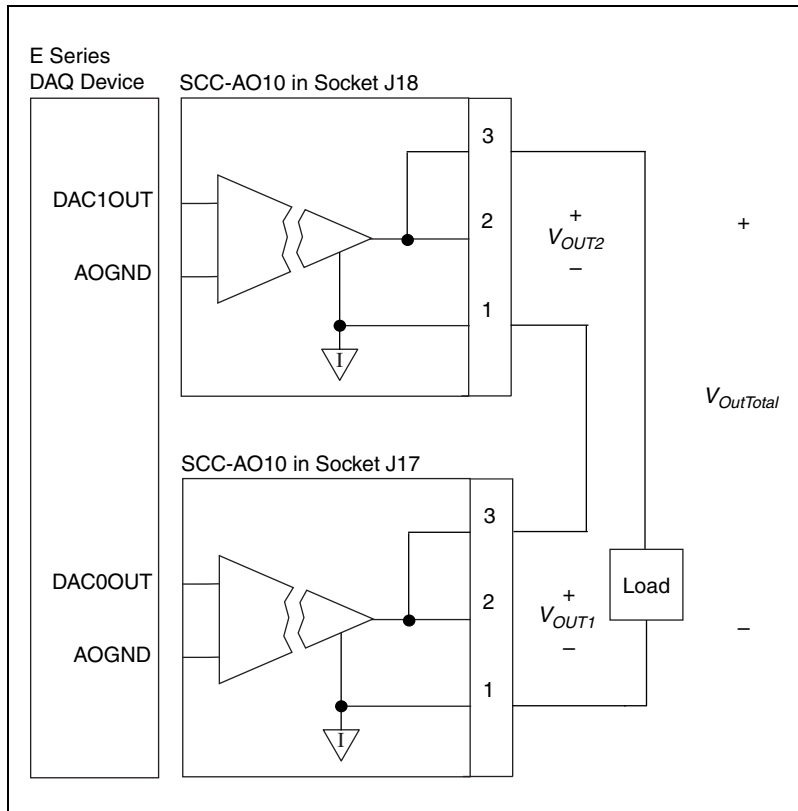 E Series
DAQ Device
SCC-AO10 in Socket J18
3
DAC1OUT
2
+
VOUT2
–
+
AOGND
1
I
VOutTotal
SCC-AO10 in Socket J17
3
DAC0OUT
2
+
VOUT1
–
Load
–
AOGND
1
I